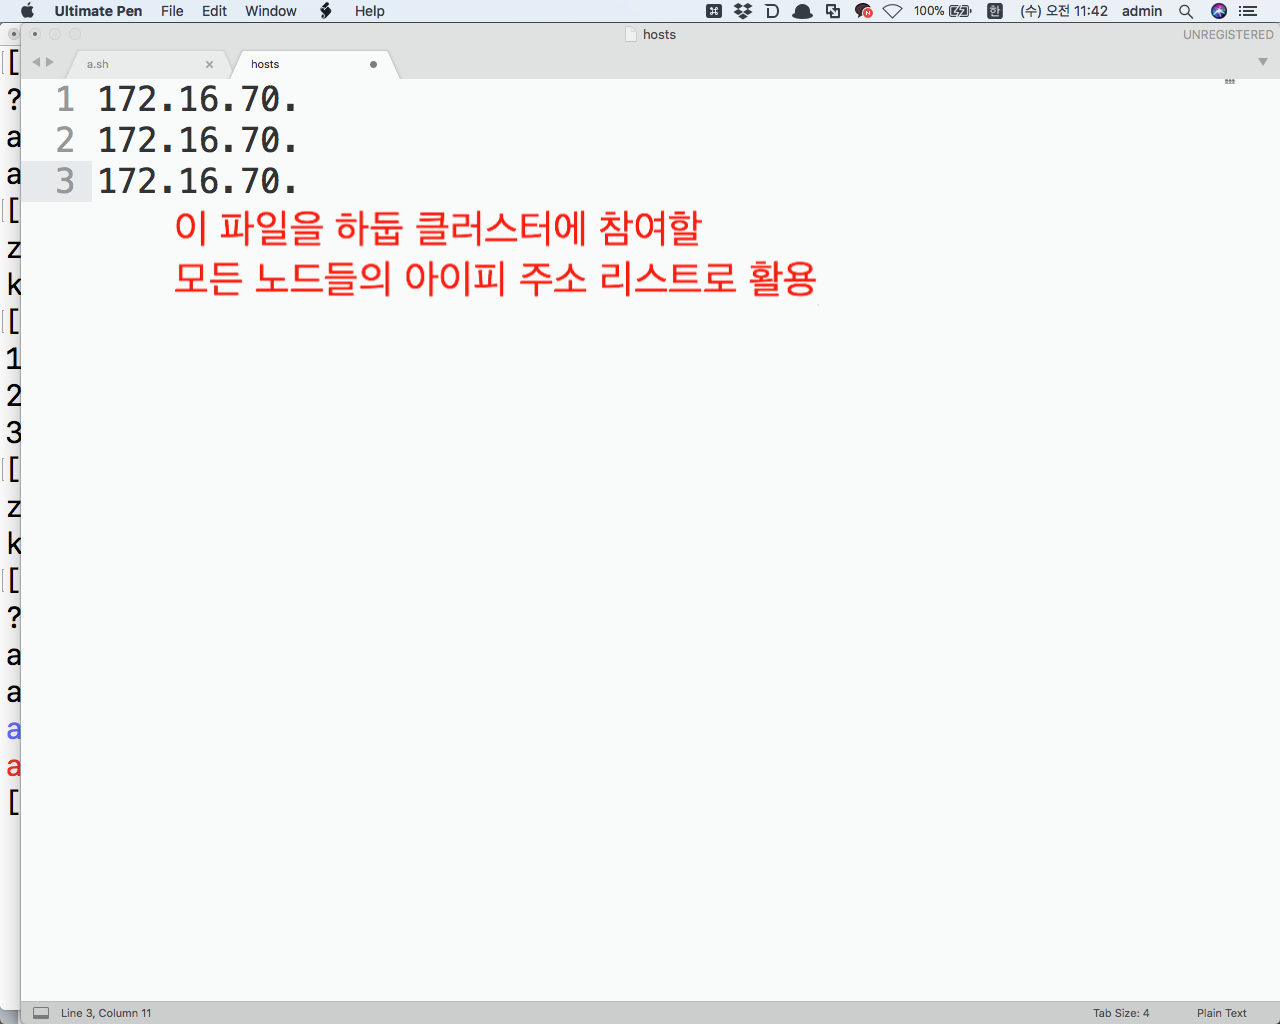 Ultimate Pen File Edit Window Help 100% 한 (수) 오전 11:42 admin
hosts UNREGISTERED
a.sh hosts
1 172.16.70.
2 172.16.70.
3 172.16.70.
이 파일을 하둡 클러스터에 참여할
모든 노드들의 아이피 주소 리스트로 활용
[
?
a
a
[
z
k
[
1
2
3
[
z
k
[
?
a
a
a
a
[
Line 3, Column 11 Tab Size: 4 Plain Text